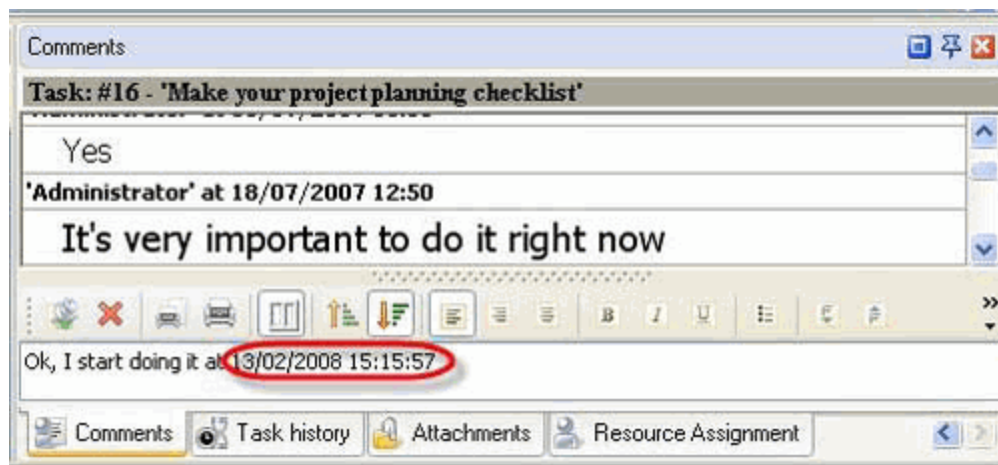 Comments
Task: #16 - 'Make your project planning checklist'
Yes
'Administrator' at 18/07/2007 12:50
It's very important to do it right now
B I U
Ok, I start doing it at 13/02/2008 15:15:57
Comments Task history Attachments Resource Assignment